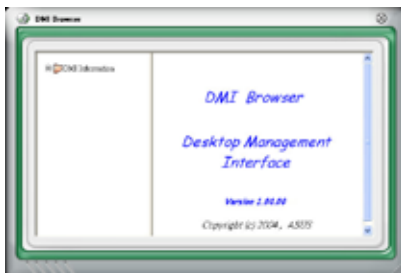 DMI Browser
DMI Information
DMI Browser
Desktop Management
Interface
Version 1.00.00
Copyright (c) 2004, ASUS